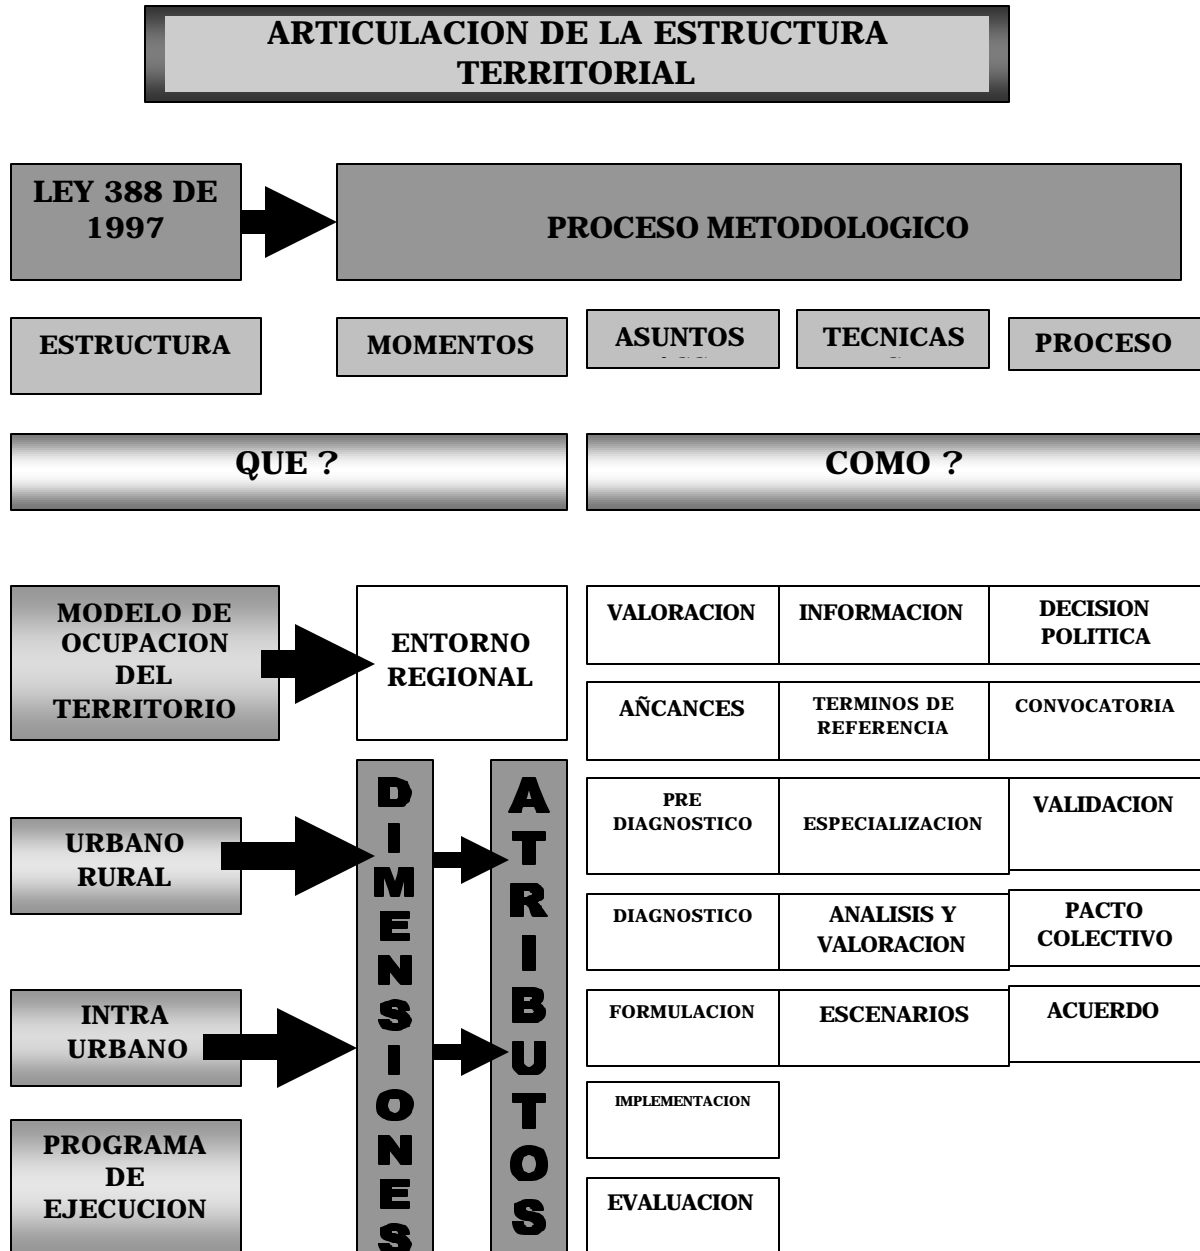 ARTICULACION DE LA ESTRUCTURA
TERRITORIAL
LEY 388 DE
1997
PROCESO METODOLOGICO
ESTRUCTURA
MOMENTOS
ASUNTOS
TECNICAS
PROCESO
QUE ?
COMO ?
MODELO DE
OCUPACION
DEL
TERRITORIO
ENTORNO
REGIONAL
VALORACION
INFORMACION
DECISION
POLITICA
AÑCANCES
TERMINOS DE
REFERENCIA
CONVOCATORIA
URBANO
RURAL
DIMENSIONES
ATRIBUTOS
PRE
DIAGNOSTICO
ESPECIALIZACION
VALIDACION
DIAGNOSTICO
ANALISIS Y
VALORACION
PACTO
COLECTIVO
INTRA
URBANO
FORMULACION
ESCENARIOS
ACUERDO
IMPLEMENTACION
PROGRAMA
DE
EJECUCION
EVALUACION